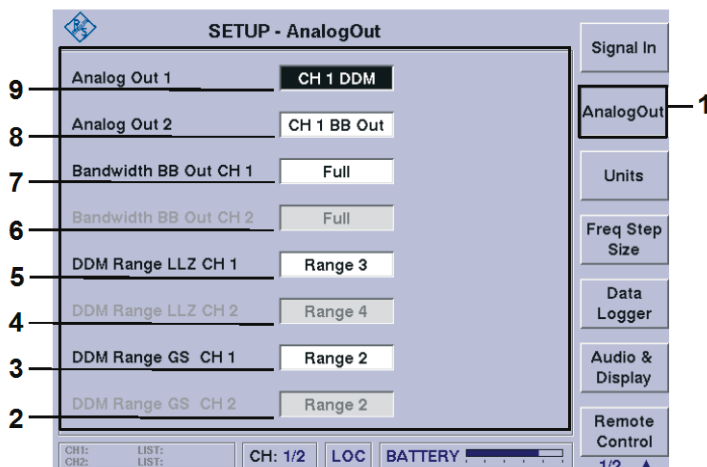 SETUP - AnalogOut
Signal In
9 Analog Out 1 CH 1 DDM
AnalogOut 1
8 Analog Out 2 CH 1 BB Out
7 Bandwidth BB Out CH 1 Full
Units
6 Bandwidth BB Out CH 2 Full
Freq Step
Size
5 DDM Range LLZ CH 1 Range 3
4 DDM Range LLZ CH 2 Range 4
Data
Logger
3 DDM Range GS CH 1 Range 2
Audio &
Display
2 DDM Range GS CH 2 Range 2
Remote
Control
CH1: LIST:
CH2: LIST:
CH: 1/2 LOC BATTERY
1/2